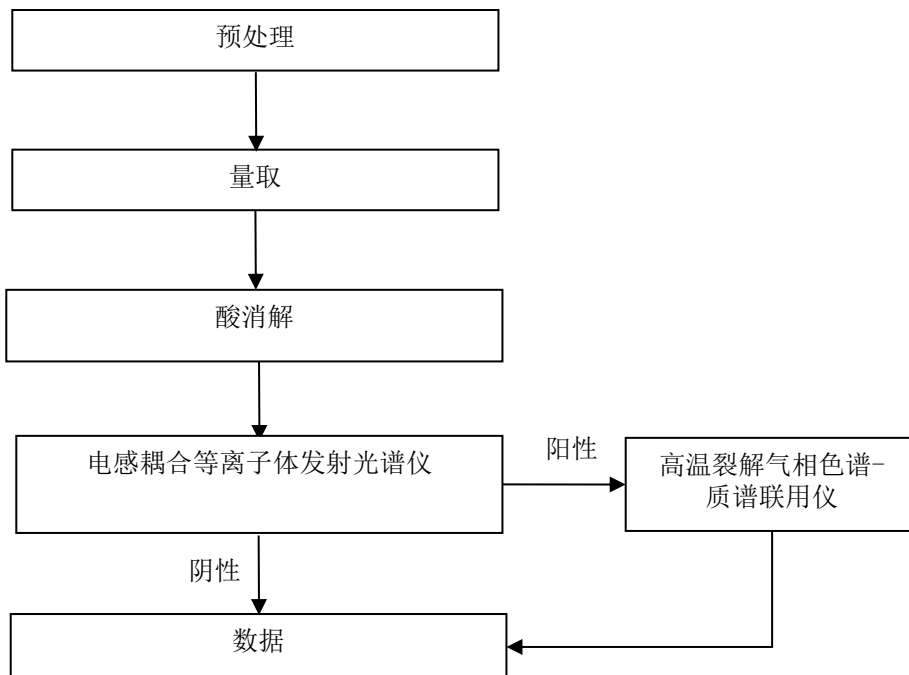 预处理
量取
酸消解
电感耦合等离子体发射光谱仪
阳性
高温裂解气相色谱-
质谱联用仪
阴性
数据